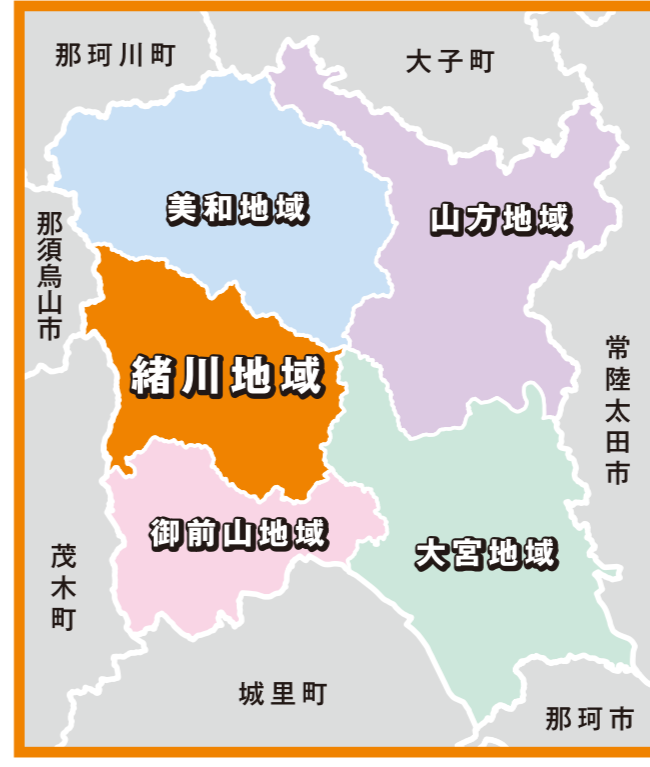 那珂川町
大子町
美和地域
山方地域
那須烏山市
緒川地域
常陸太田市
御前山地域
大宮地域
茂木町
城里町
那珂市